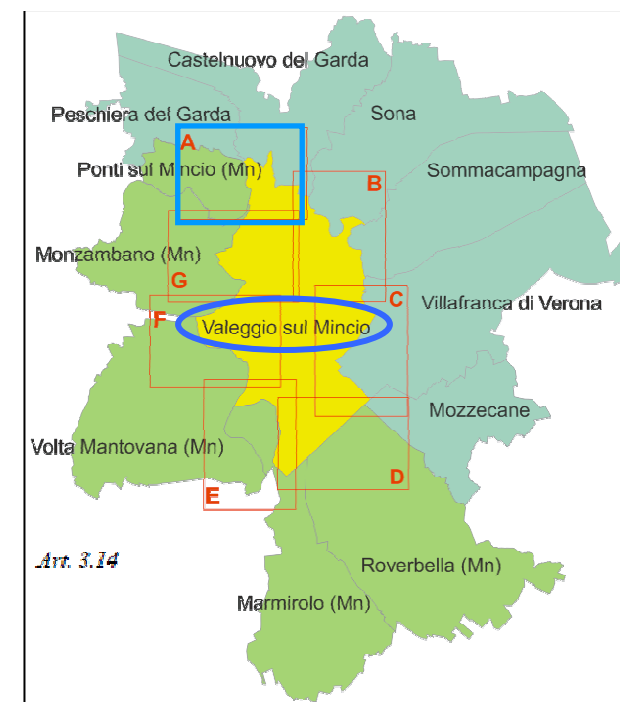 Castelnuovo del Garda
Peschiera del Garda
Sona
A
Ponti sul Mincio (Mn)
Sommacampagna
B
Monzambano (Mn)
G
C
Villafranca di Verona
F
Valeggio sul Mincio
Mozzecane
Volta Mantovana (Mn)
D
E
Art. 3.14
Roverbella (Mn)
Marmirolo (Mn)